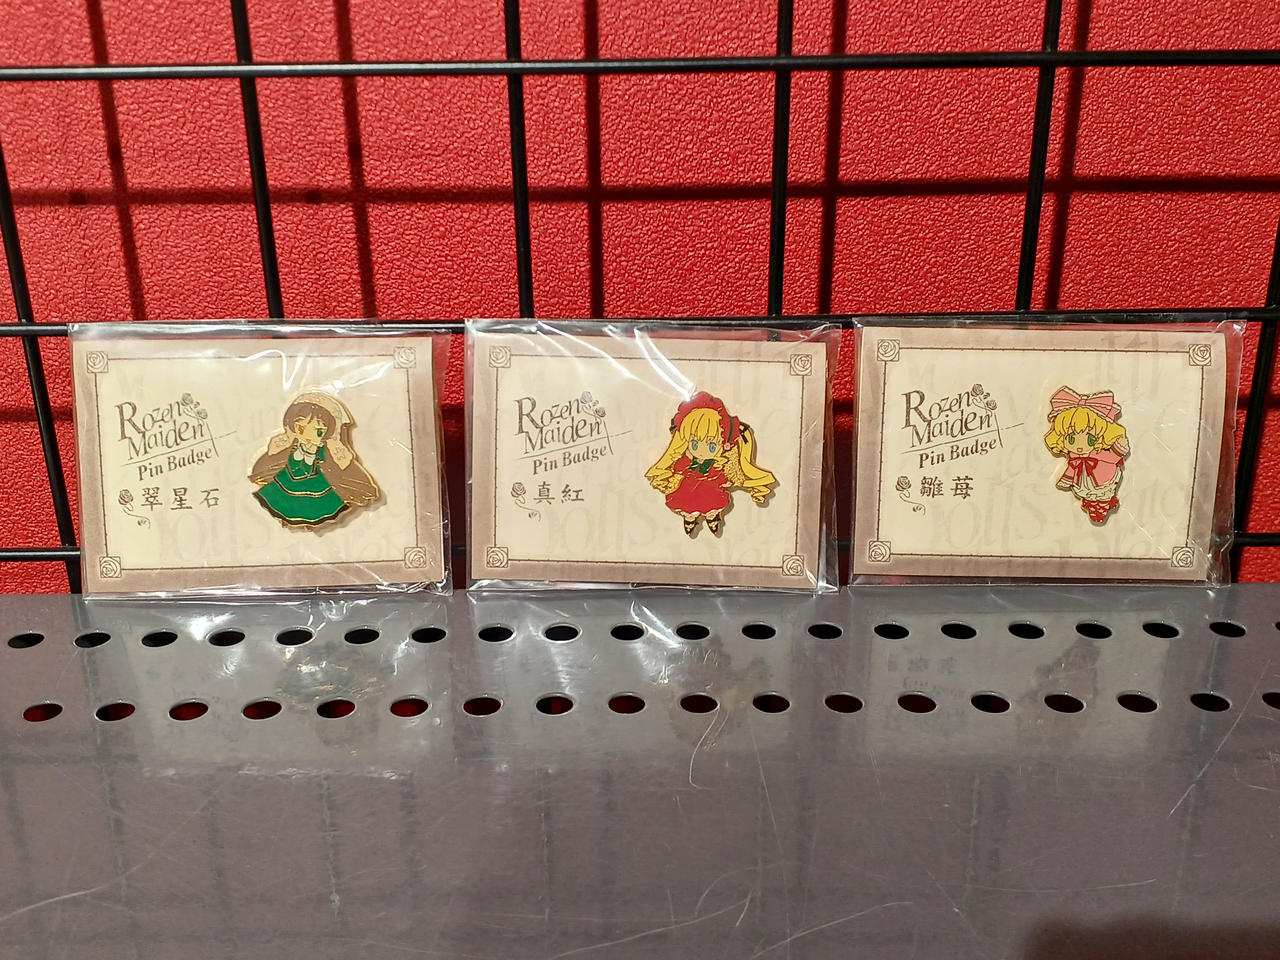 Rozen
Maiden
Pin Badge
翠星石
Rozen
Maiden
Pin Badge
真紅
Rozen
Maiden
Pin Badge
雛苺